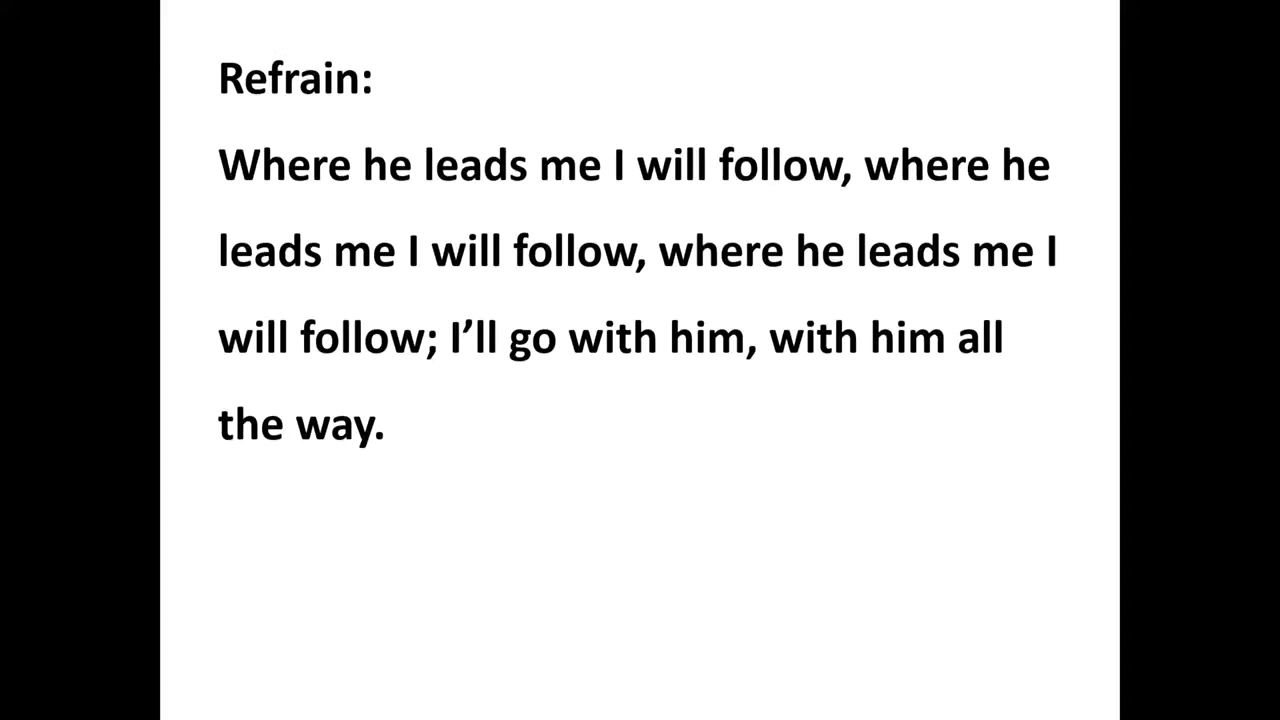 Refrain:
Where he leads me I will follow, where he
leads me I will follow, where he leads me I
will follow; I’ll go with him, with him all
the way.